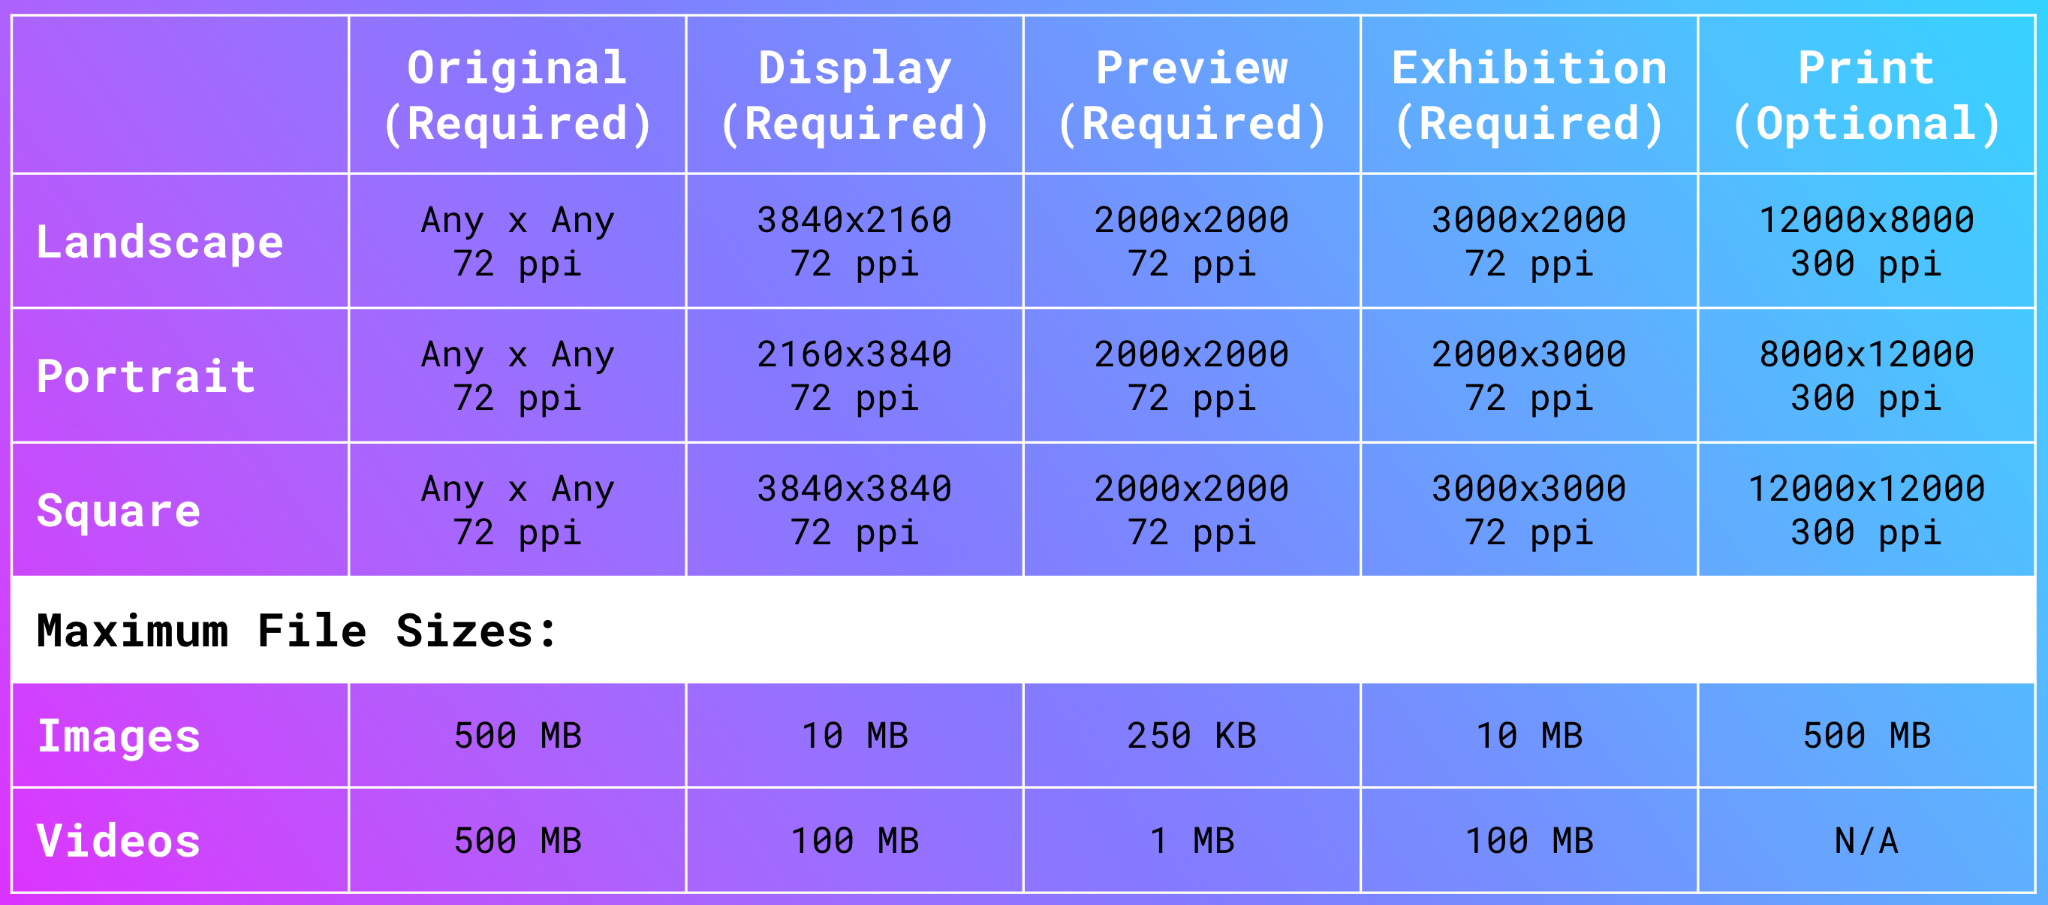 Original Display Preview Exhibition Print
(Required) (Required) (Required) (Required) (Optional)
Landscape
Any x Any 3840x2160 2000x2000 3000x2000 12000x8000
72 ppi 72 ppi 72 ppi 72 ppi 300 ppi
Portrait
Any x Any 2160x3840 2000x2000 2000x3000 8000x12000
72 ppi 72 ppi 72 ppi 72 ppi 300 ppi
Square
Any x Any 3840x3840 2000x2000 3000x3000 12000x12000
72 ppi 72 ppi 72 ppi 72 ppi 300 ppi
Maximum File Sizes:
Images 500 MB 10 MB 250 KB 10 MB 500 MB
Videos 500 MB 100 MB 1 MB 100 MB N/A